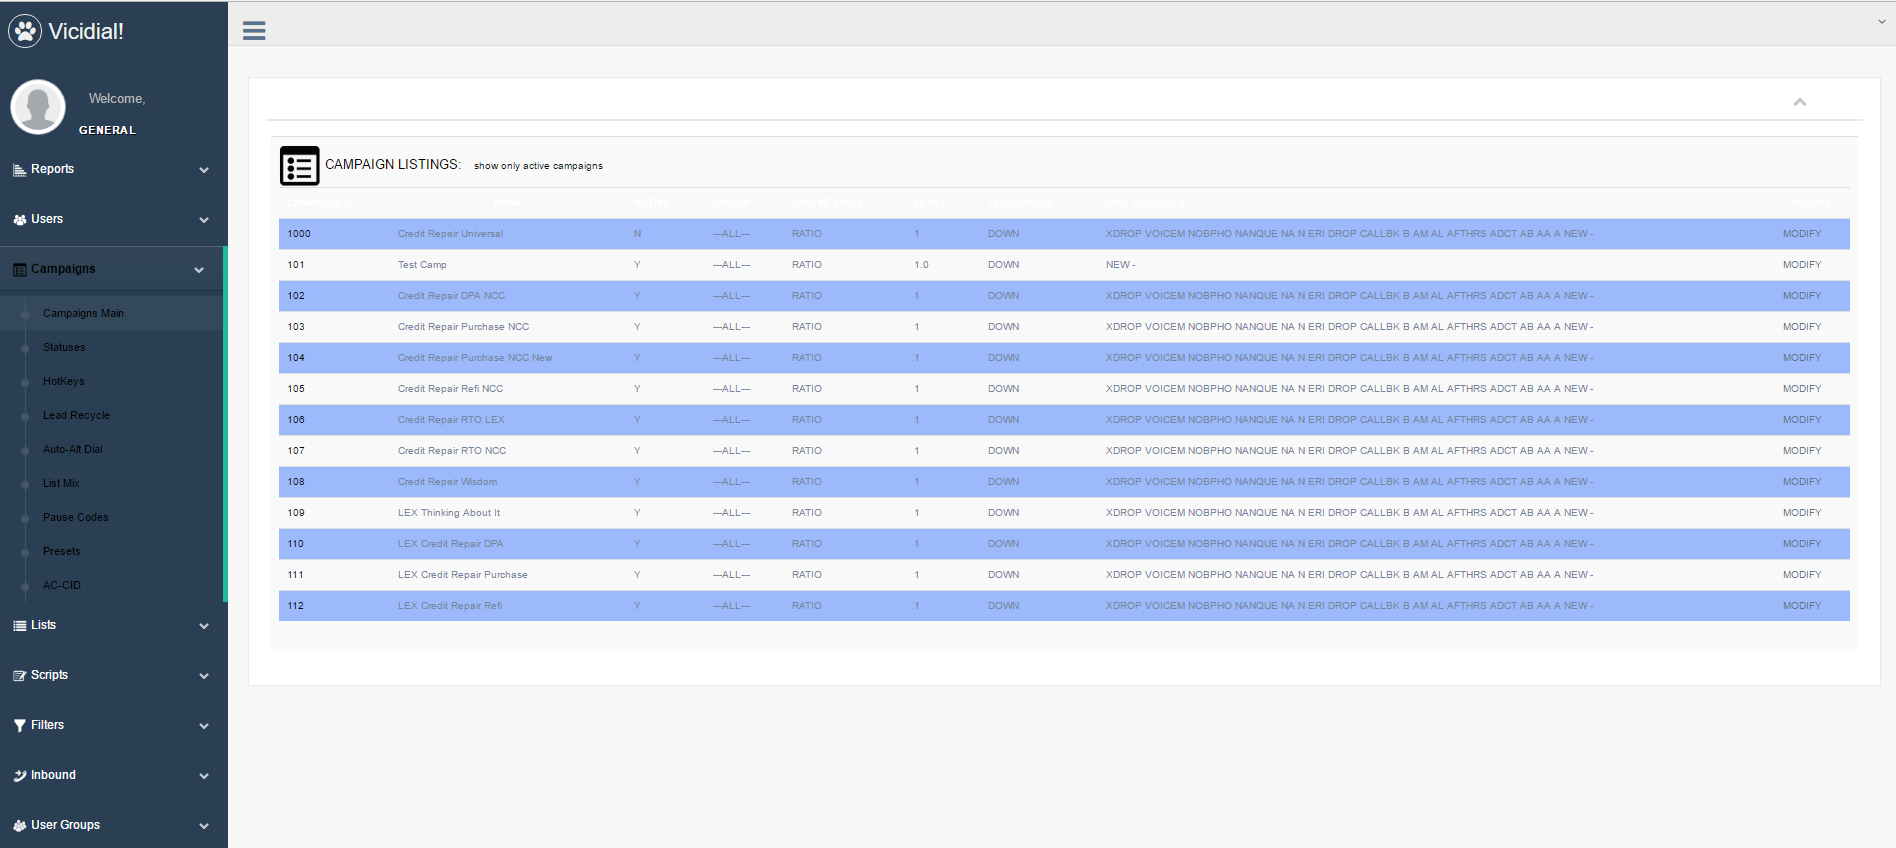 Vicidial!
Welcome,
GENERAL
Reports
Users
Campaigns
Campaigns Main
Statuses
HotKeys
Lead Recycle
Auto-Alt Dial
List Mix
Pause Codes
Presets
AC-CID
Lists
Scripts
Filters
Inbound
User Groups
CAMPAIGN LISTINGS: show only active campaigns
CAMPAIGN ID NAME ACTIVE GROUP DIAL METHOD LEVEL LEAD ORDER DIAL STATUSES MODIFY
1000 Credit Repair Universal N ---ALL--- RATIO 1 DOWN XDROP VOICEM NOBPHO NANQUE NA N ERI DROP CALLBK B AM AL AFTHRS ADCT AB AA A NEW - MODIFY
101 Test Camp Y ---ALL--- RATIO 1.0 DOWN NEW - MODIFY
102 Credit Repair DPA NCC Y ---ALL--- RATIO 1 DOWN XDROP VOICEM NOBPHO NANQUE NA N ERI DROP CALLBK B AM AL AFTHRS ADCT AB AA A NEW - MODIFY
103 Credit Repair Purchase NCC Y ---ALL--- RATIO 1 DOWN XDROP VOICEM NOBPHO NANQUE NA N ERI DROP CALLBK B AM AL AFTHRS ADCT AB AA A NEW - MODIFY
104 Credit Repair Purchase NCC New Y ---ALL--- RATIO 1 DOWN XDROP VOICEM NOBPHO NANQUE NA N ERI DROP CALLBK B AM AL AFTHRS ADCT AB AA A NEW - MODIFY
105 Credit Repair Refi NCC Y ---ALL--- RATIO 1 DOWN XDROP VOICEM NOBPHO NANQUE NA N ERI DROP CALLBK B AM AL AFTHRS ADCT AB AA A NEW - MODIFY
106 Credit Repair RTO LEX Y ---ALL--- RATIO 1 DOWN XDROP VOICEM NOBPHO NANQUE NA N ERI DROP CALLBK B AM AL AFTHRS ADCT AB AA A NEW - MODIFY
107 Credit Repair RTO NCC Y ---ALL--- RATIO 1 DOWN XDROP VOICEM NOBPHO NANQUE NA N ERI DROP CALLBK B AM AL AFTHRS ADCT AB AA A NEW - MODIFY
108 Credit Repair Wisdom Y ---ALL--- RATIO 1 DOWN XDROP VOICEM NOBPHO NANQUE NA N ERI DROP CALLBK B AM AL AFTHRS ADCT AB AA A NEW - MODIFY
109 LEX Thinking About It Y ---ALL--- RATIO 1 DOWN XDROP VOICEM NOBPHO NANQUE NA N ERI DROP CALLBK B AM AL AFTHRS ADCT AB AA A NEW - MODIFY
110 LEX Credit Repair DPA Y ---ALL--- RATIO 1 DOWN XDROP VOICEM NOBPHO NANQUE NA N ERI DROP CALLBK B AM AL AFTHRS ADCT AB AA A NEW - MODIFY
111 LEX Credit Repair Purchase Y ---ALL--- RATIO 1 DOWN XDROP VOICEM NOBPHO NANQUE NA N ERI DROP CALLBK B AM AL AFTHRS ADCT AB AA A NEW - MODIFY
112 LEX Credit Repair Refi Y ---ALL--- RATIO 1 DOWN XDROP VOICEM NOBPHO NANQUE NA N ERI DROP CALLBK B AM AL AFTHRS ADCT AB AA A NEW - MODIFY